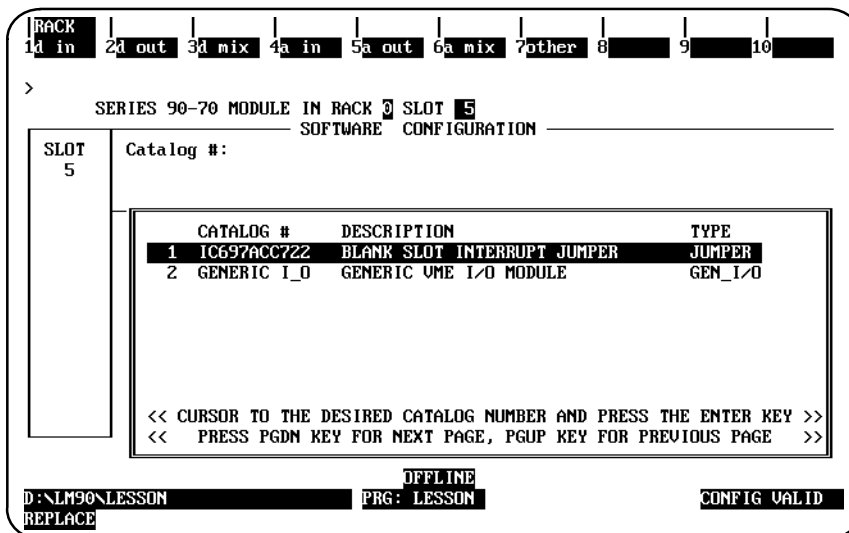 RACK
1d in 2d out 3d mix 4a in 5a out 6a mix 7other 8 9 10
>
SERIES 90-70 MODULE IN RACK 0 SLOT 5
SOFTWARE CONFIGURATION
SLOT Catalog #:
5
CATALOG # DESCRIPTION TYPE
1 IC697ACC722 BLANK SLOT INTERRUPT JUMPER JUMPER
2 GENERIC I_O GENERIC VME I/O MODULE GEN_I/O
<< CURSOR TO THE DESIRED CATALOG NUMBER AND PRESS THE ENTER KEY >>
<< PRESS PGDN KEY FOR NEXT PAGE, PGUP KEY FOR PREVIOUS PAGE >>
OFFLINE
D:\LM90\LESSON PRG: LESSON CONFIG VALID
REPLACE